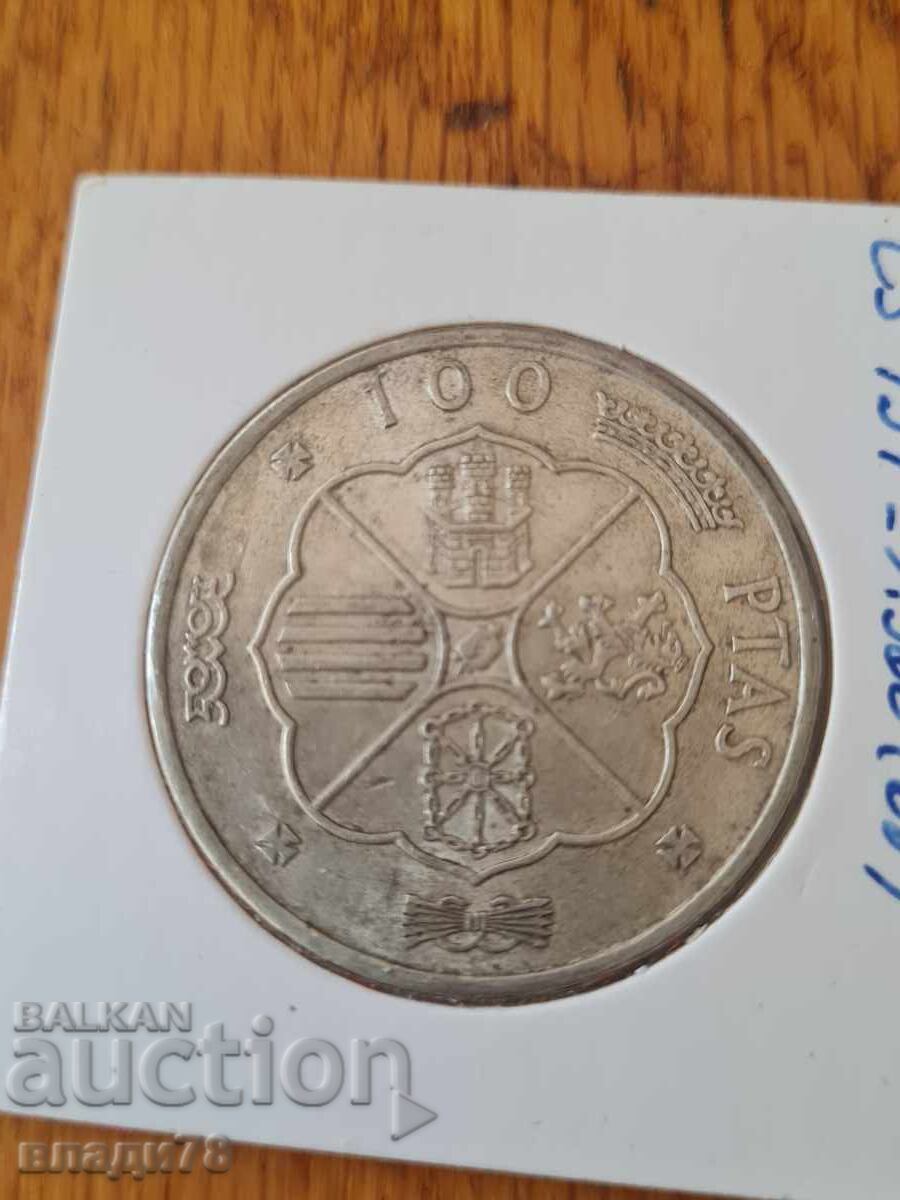 100
PTAS
BALKAN
auction
влади78